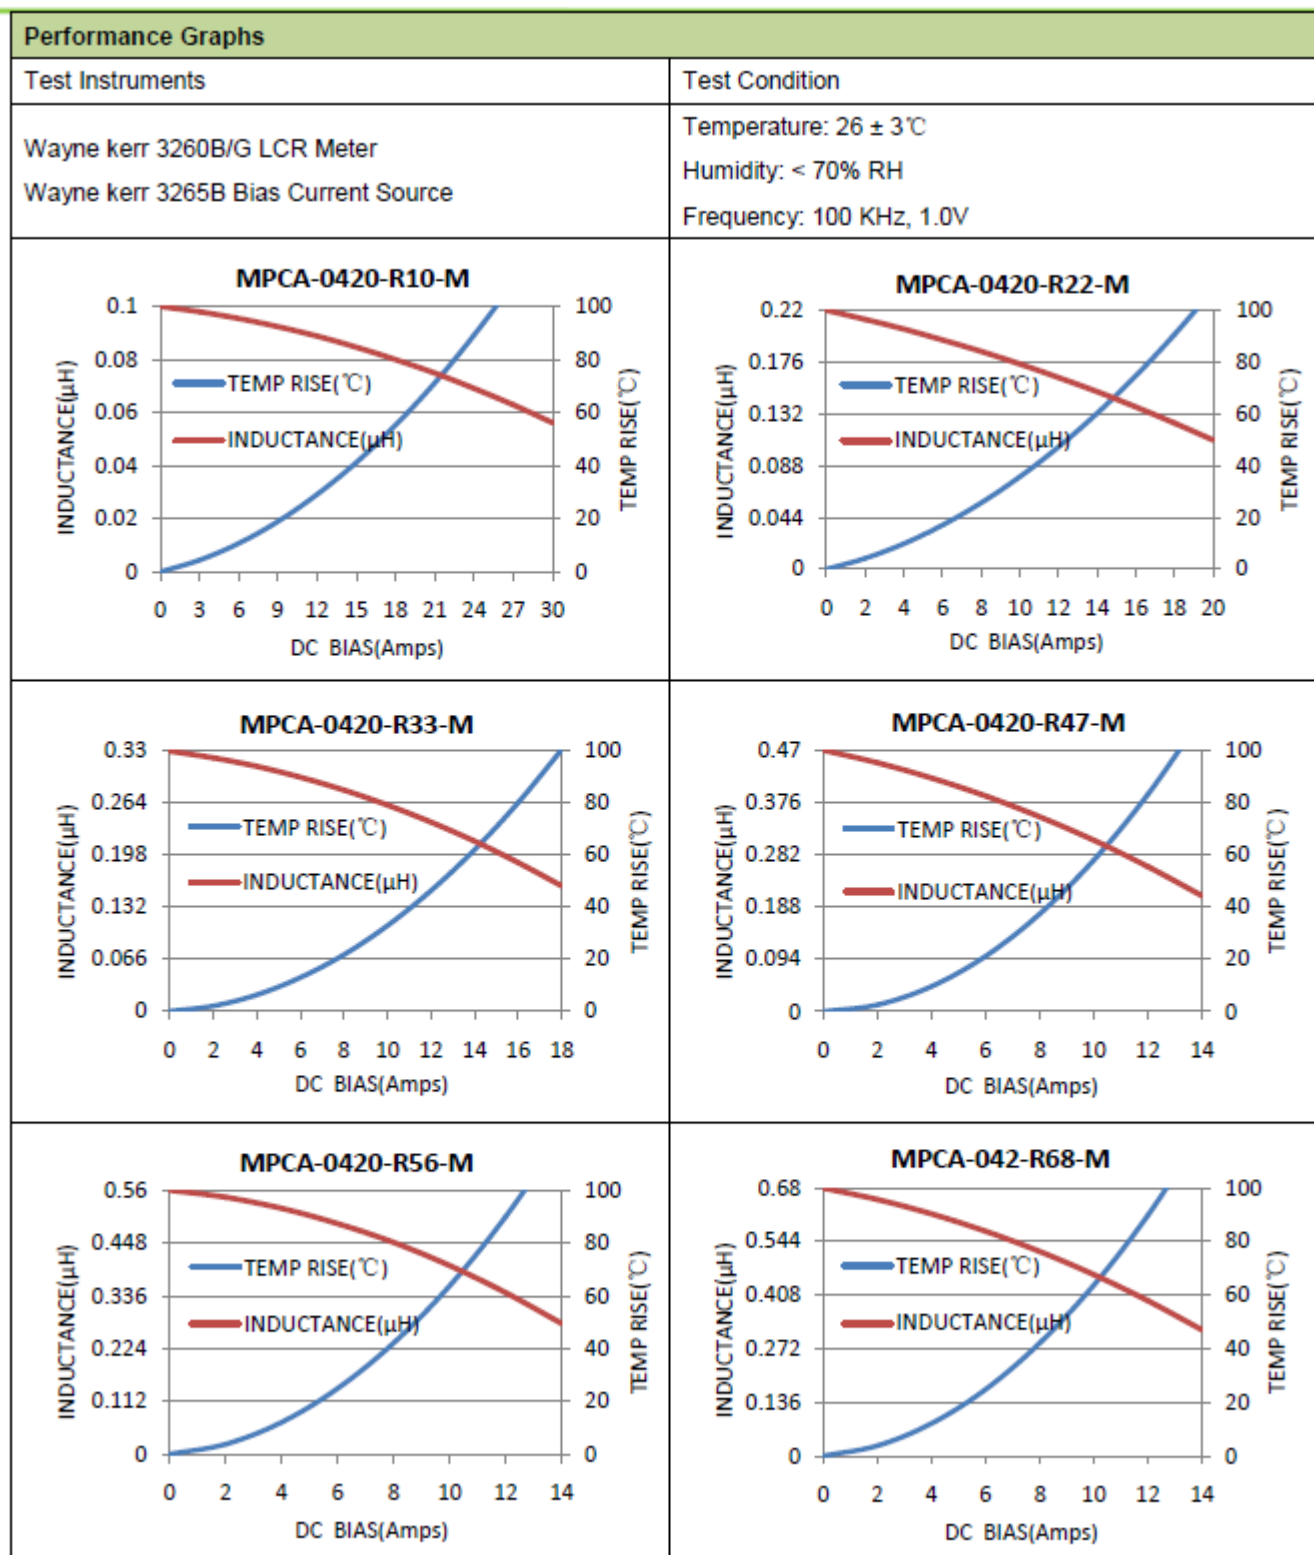 Performance Graphs
Test Instruments
Test Condition
Wayne kerr 3260B/G LCR Meter
Wayne kerr 3265B Bias Current Source
Temperature: 26 ± 3℃
Humidity: < 70% RH
Frequency: 100 KHz, 1.0V
MPCA-0420-R10-M
0.1
0.08
0.06
0.04
0.02
0
INDUCTANCE(μH)
TEMP RISE(℃)
INDUCTANCE(μH)
100
80
60
40
20
0
TEMP RISE(℃)
0 3 6 9 12 15 18 21 24 27 30
DC BIAS(Amps)
MPCA-0420-R22-M
0.22
0.176
0.132
0.088
0.044
0
INDUCTANCE(μH)
TEMP RISE(℃)
INDUCTANCE(μH)
100
80
60
40
20
0
TEMP RISE(℃)
0 2 4 6 8 10 12 14 16 18 20
DC BIAS(Amps)
MPCA-0420-R33-M
0.33
0.264
0.198
0.132
0.066
0
INDUCTANCE(μH)
TEMP RISE(℃)
INDUCTANCE(μH)
100
80
60
40
20
0
TEMP RISE(℃)
0 2 4 6 8 10 12 14 16 18
DC BIAS(Amps)
MPCA-0420-R47-M
0.47
0.376
0.282
0.188
0.094
0
INDUCTANCE(μH)
TEMP RISE(℃)
INDUCTANCE(μH)
100
80
60
40
20
0
TEMP RISE(℃)
0 2 4 6 8 10 12 14
DC BIAS(Amps)
MPCA-0420-R56-M
0.56
0.448
0.336
0.224
0.112
0
INDUCTANCE(μH)
TEMP RISE(℃)
INDUCTANCE(μH)
100
80
60
40
20
0
TEMP RISE(℃)
0 2 4 6 8 10 12 14
DC BIAS(Amps)
MPCA-042-R68-M
0.68
0.544
0.408
0.272
0.136
0
INDUCTANCE(μH)
TEMP RISE(℃)
INDUCTANCE(μH)
100
80
60
40
20
0
TEMP RISE(℃)
0 2 4 6 8 10 12 14
DC BIAS(Amps)